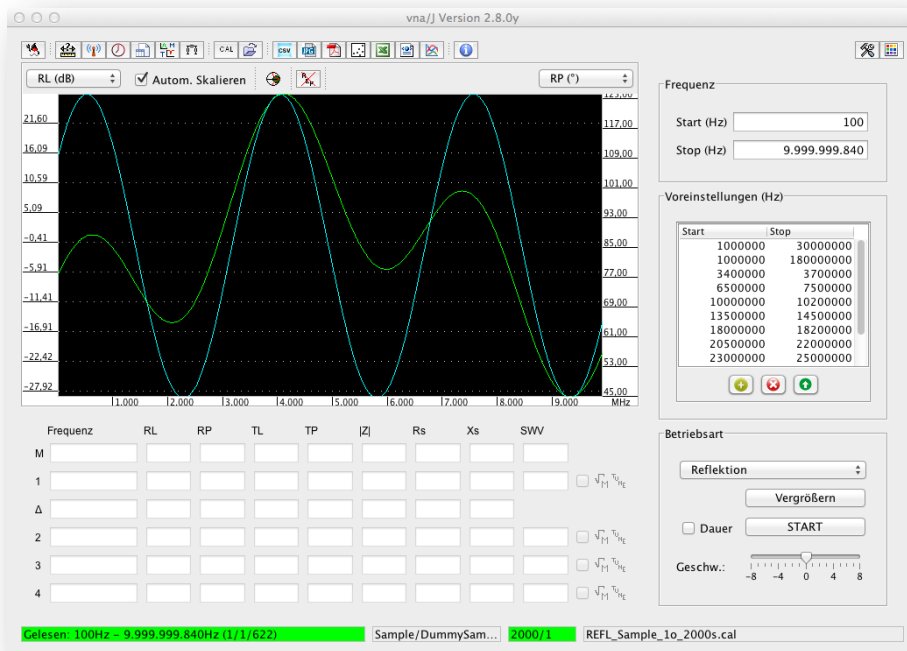 vna/J Version 2.8.0y
CAL
CSV
RL (dB)
Autom. Skalieren
RP (°)
21,60
16,09
10,59
5,09
-0,41
-5,91
-11,41
-16,91
-22,42
-27,92
125,00
117,00
109,00
101,00
93,00
85,00
77,00
69,00
61,00
53,00
45,00
1.000 2.000 3.000 4.000 5.000 6.000 7.000 8.000 9.000 MHz
Frequenz RL RP TL TP |Z| Rs Xs SWV
M
1
Δ
2
3
4
Frequenz
Start (Hz) 100
Stop (Hz) 9.999.999.840
Voreinstellungen (Hz)
Start Stop
1000000 30000000
1000000 180000000
3400000 3700000
6500000 7500000
10000000 10200000
13500000 14500000
18000000 18200000
20500000 22000000
23000000 25000000
Betriebsart
Reflektion
Vergrößern
Dauer START
Geschw.:
-8 -4 0 4 8
Gelesen: 100Hz - 9.999.999.840Hz (1/1/622) Sample/DummySam... 2000/1 REFL_Sample_1o_2000s.cal